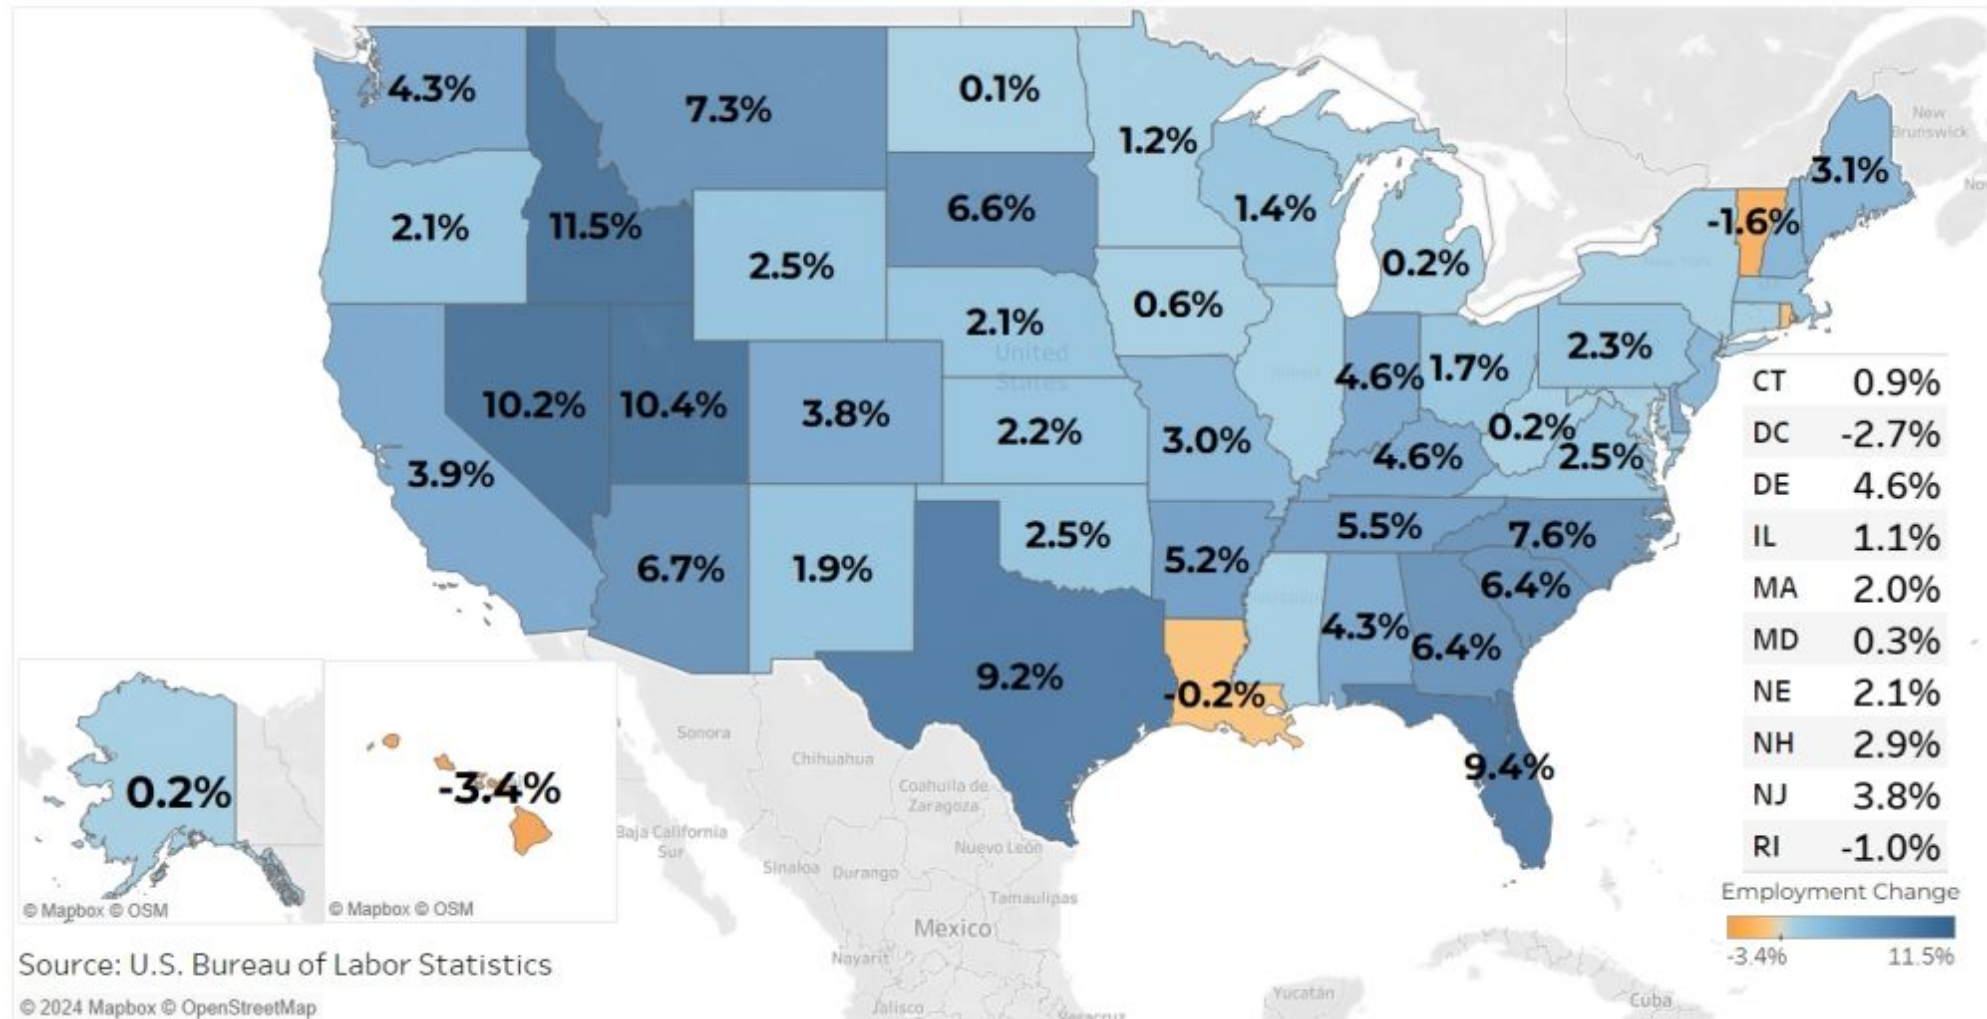 New
Brunswick
4.3%
7.3%
0.1%
1.2%
3.1%
2.1%
11.5%
6.6%
1.4%
-1.6%
2.5%
0.2%
New York
2.1%
0.6%
2.3%
United
States
Illinois
4.6%
1.7%
10.2%
10.4%
3.8%
2.2%
3.0%
0.2%
4.6%
2.5%
3.9%
6.7%
1.9%
2.5%
5.2%
5.5%
7.6%
6.4%
Mississippi
4.3%
6.4%
9.2%
-0.2%
9.4%
CT 0.9%
DC -2.7%
DE 4.6%
IL 1.1%
MA 2.0%
MD 0.3%
NE 2.1%
NH 2.9%
NJ 3.8%
RI -1.0%
Employment Change
-3.4% 11.5%
0.2%
-3.4%
© Mapbox © OSM
© Mapbox © OSM
Sonora
Chihuahua
Coahuila de
Zaragoza
Baja California
Sur
Nuevo León
Sinaloa
Durango
Tamaulipas
Mexico
Nayarit
Jalisco
Veracruz
Yucatán
Cuba
Source: U.S. Bureau of Labor Statistics
© 2024 Mapbox © OpenStreetMap